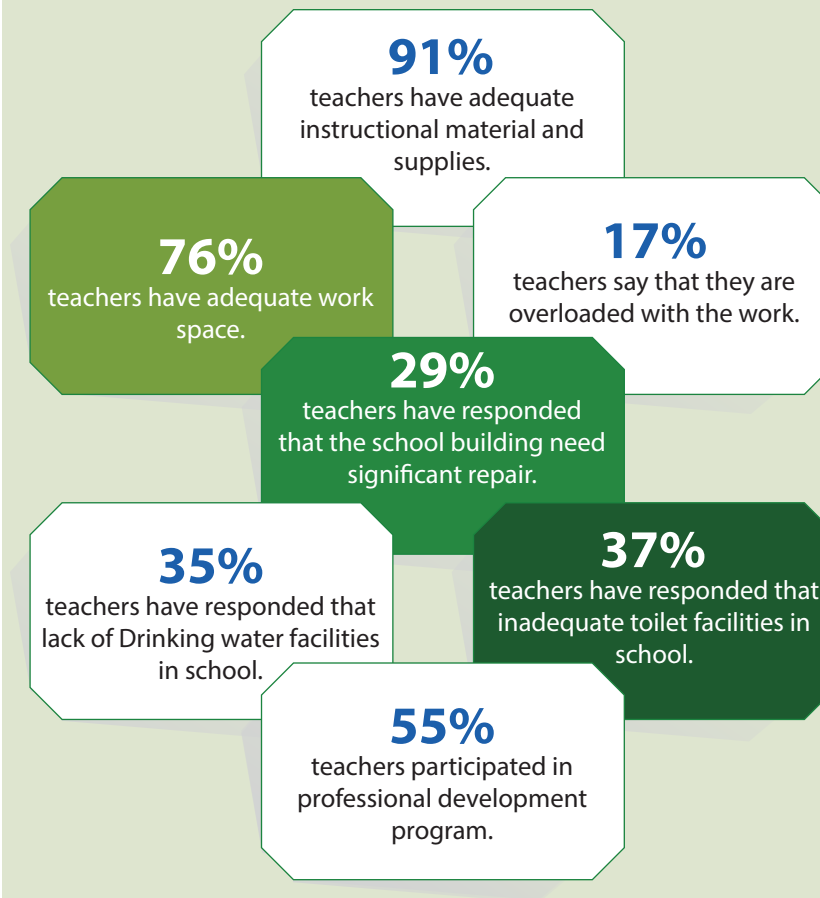 91%
teachers have adequate
instructional material and
supplies.
76%
teachers have adequate work
space.
17%
teachers say that they are
overloaded with the work.
29%
teachers have responded
that the school building need
significant repair.
35%
teachers have responded that
lack of Drinking water facilities
in school.
37%
teachers have responded that
inadequate toilet facilities in
school.
55%
teachers participated in
professional development
program.